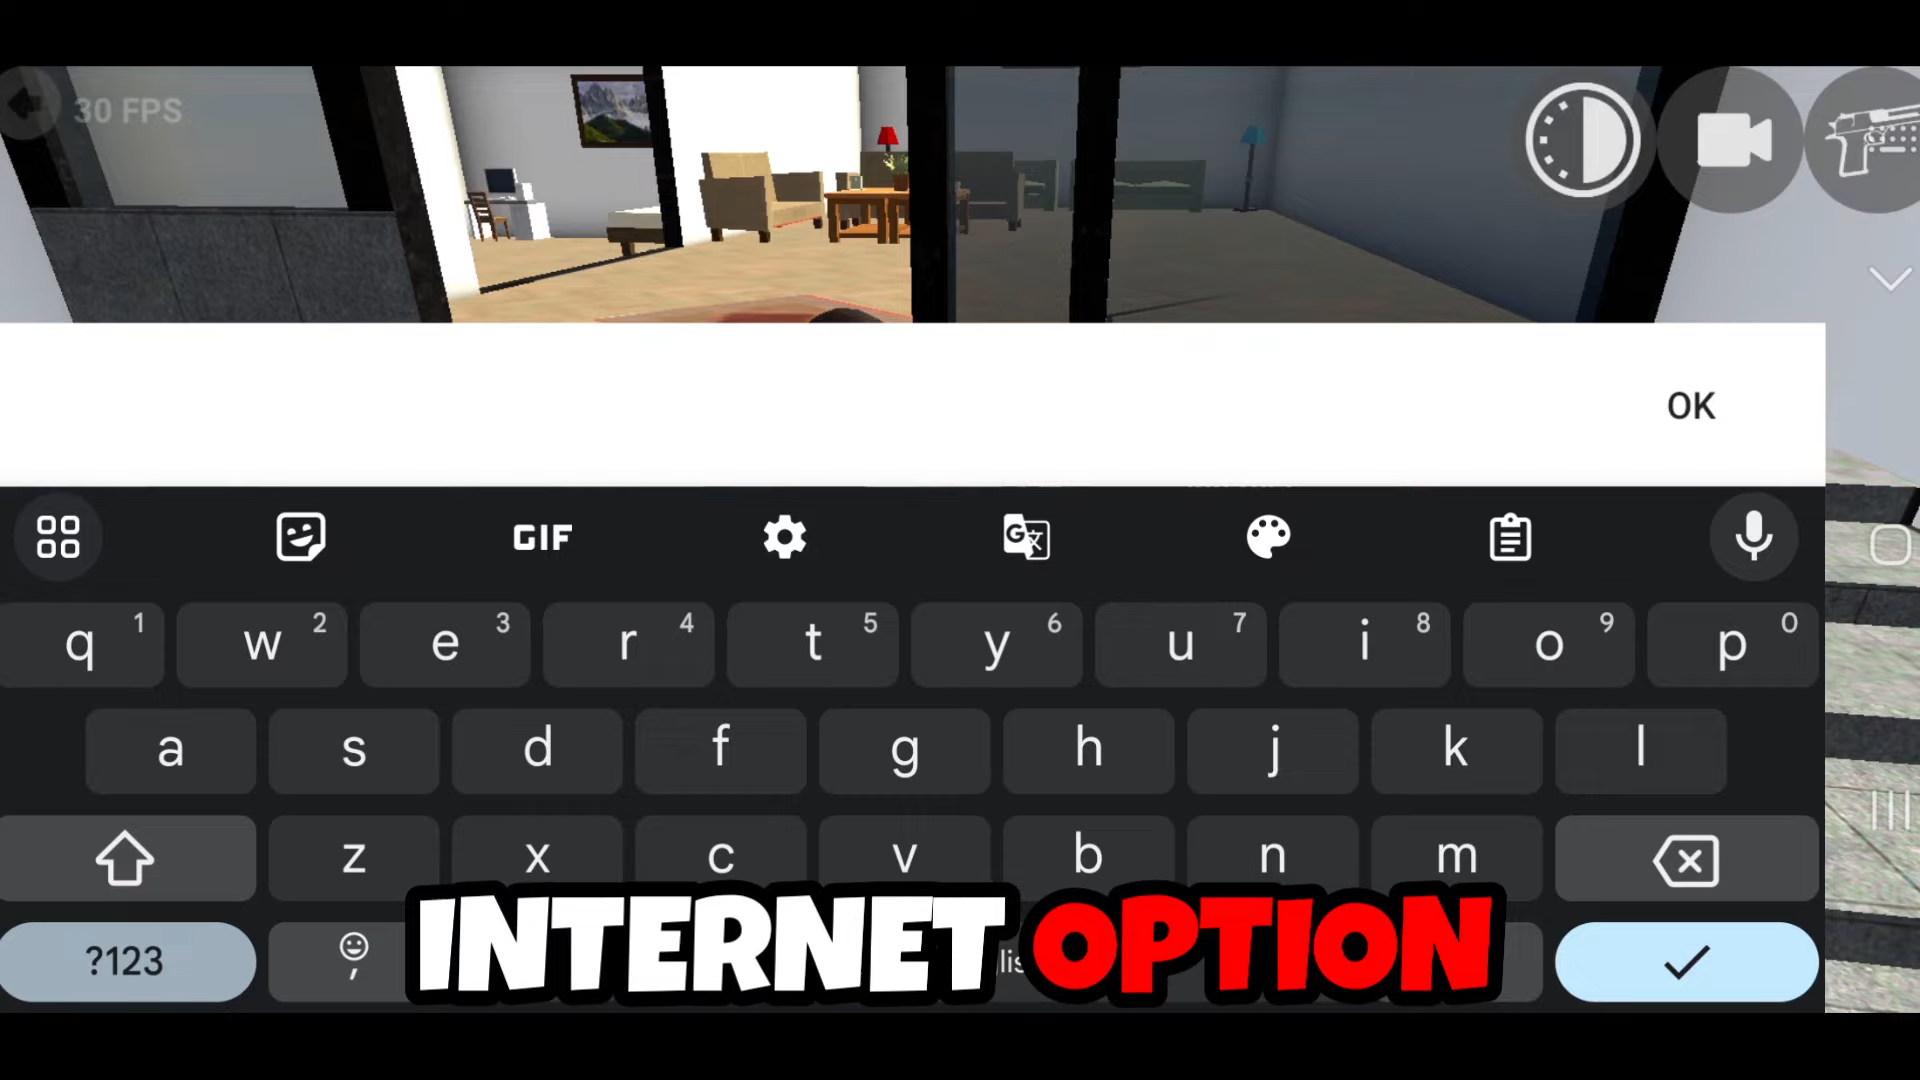 30 FPS
OK
GIF
G
q 1 w 2 e 3 r 4 t 5 y 6 u 7 i 8 o 9 p 0
a s d f g h j k l
z x c v b n m
?123 ,
INTERNET OPTION